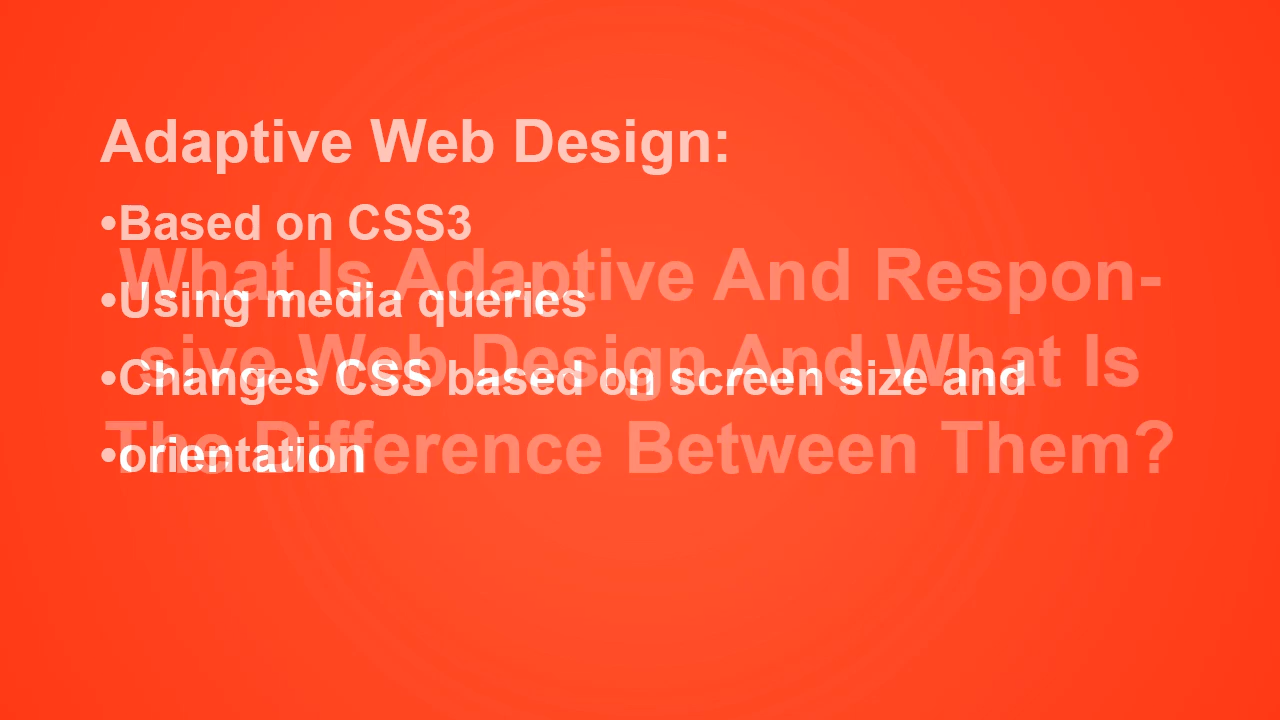 Adaptive Web Design:
•Based on CSS3
•Using media queries
•Changes CSS based on screen size and
•orientation
What Is Adaptive And Respon-
sive Web Design And What Is
The Difference Between Them?